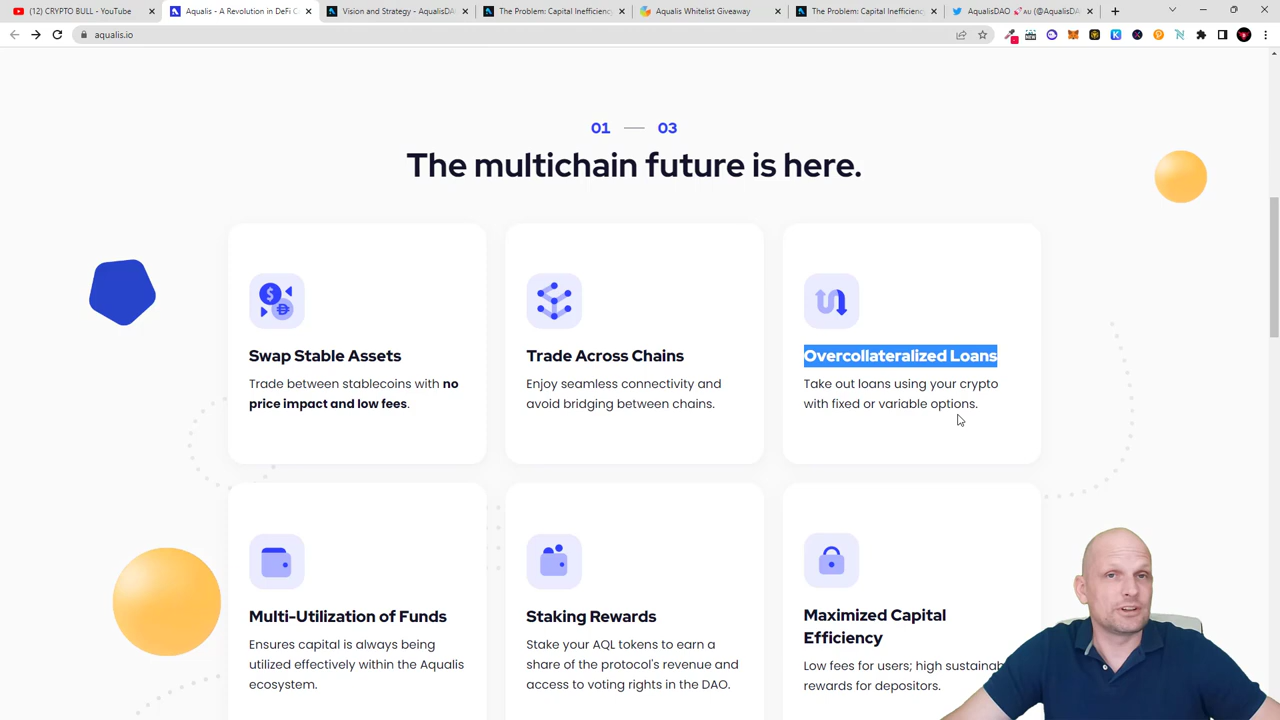 (12) CRYPTO BULL - YouTube
Aqualis - A Revolution in DeFi C
Vision and Strategy - AqualisDA
The Problem: Capital Inefficienc
Aqualis Whitelist Giveaway
The Problem: Capital Inefficienc
AqualisDAO
(@AqualisDA
aqualis.io
01 — 03
The multichain future is here.
Swap Stable Assets
Trade between stablecoins with no
price impact and low fees.
Trade Across Chains
Enjoy seamless connectivity and
avoid bridging between chains.
Overcollateralized Loans
Take out loans using your crypto
with fixed or variable options.
Multi-Utilization of Funds
Ensures capital is always being
utilized effectively within the Aqualis
ecosystem.
Staking Rewards
Stake your AQL tokens to earn a
share of the protocol's revenue and
access to voting rights in the DAO.
Maximized Capital
Efficiency
Low fees for users; high sustainab
rewards for depositors.